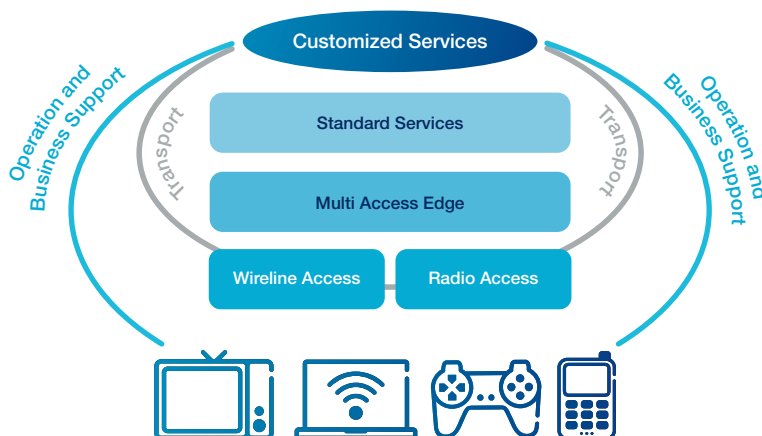 Customized Services
Operation and
Business Support
Transport
Standard Services
Transport
Operation and
Business Support
Multi Access Edge
Wireline Access
Radio Access